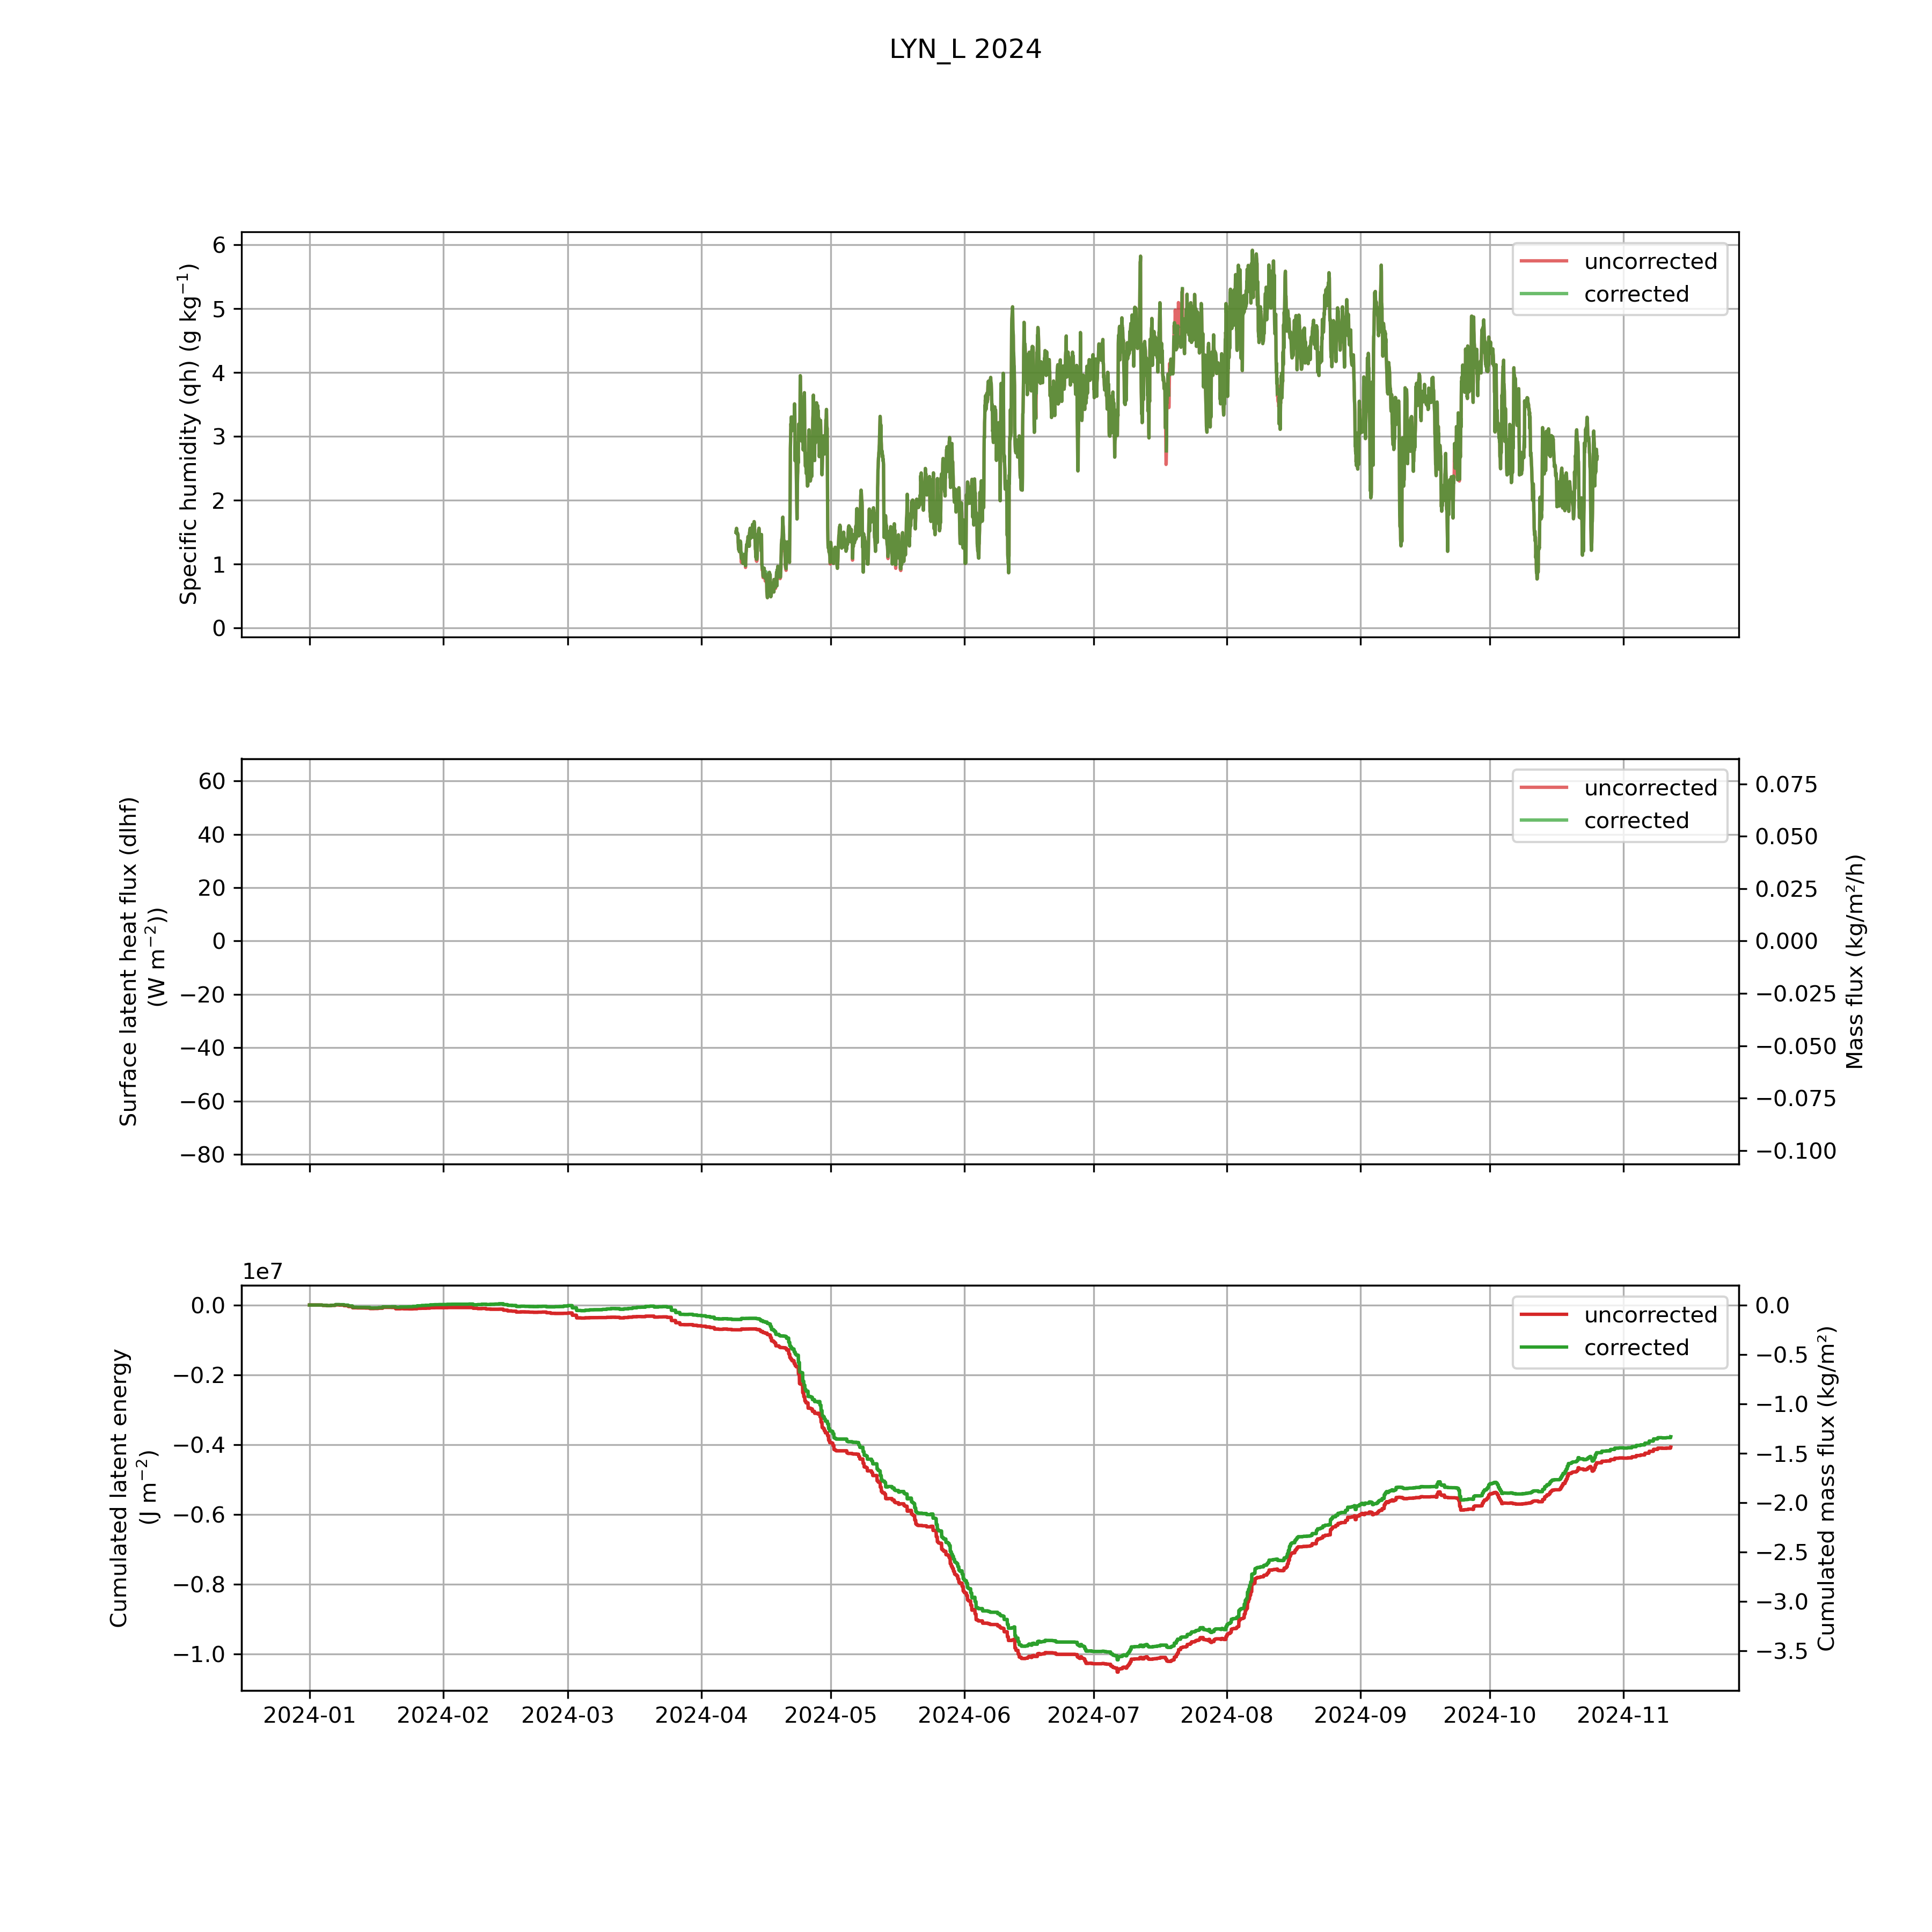 LYN_L 2024
Specific humidity (qh) (g kg⁻¹)
6
5
4
3
2
1
0
uncorrected
corrected
Surface latent heat flux (dlhf)
(W m⁻²))
60
40
20
0
−20
−40
−60
−80
uncorrected
corrected
0.075
0.050
0.025
0.000
−0.025
−0.050
−0.075
−0.100
Mass flux (kg/m²/h)
1e7
Cumulated latent energy
(J m⁻²)
0.0
−0.2
−0.4
−0.6
−0.8
−1.0
uncorrected
corrected
0.0
−0.5
−1.0
−1.5
−2.0
−2.5
−3.0
−3.5
Cumulated mass flux (kg/m²)
2024-01 2024-02 2024-03 2024-04 2024-05 2024-06 2024-07 2024-08 2024-09 2024-10 2024-11